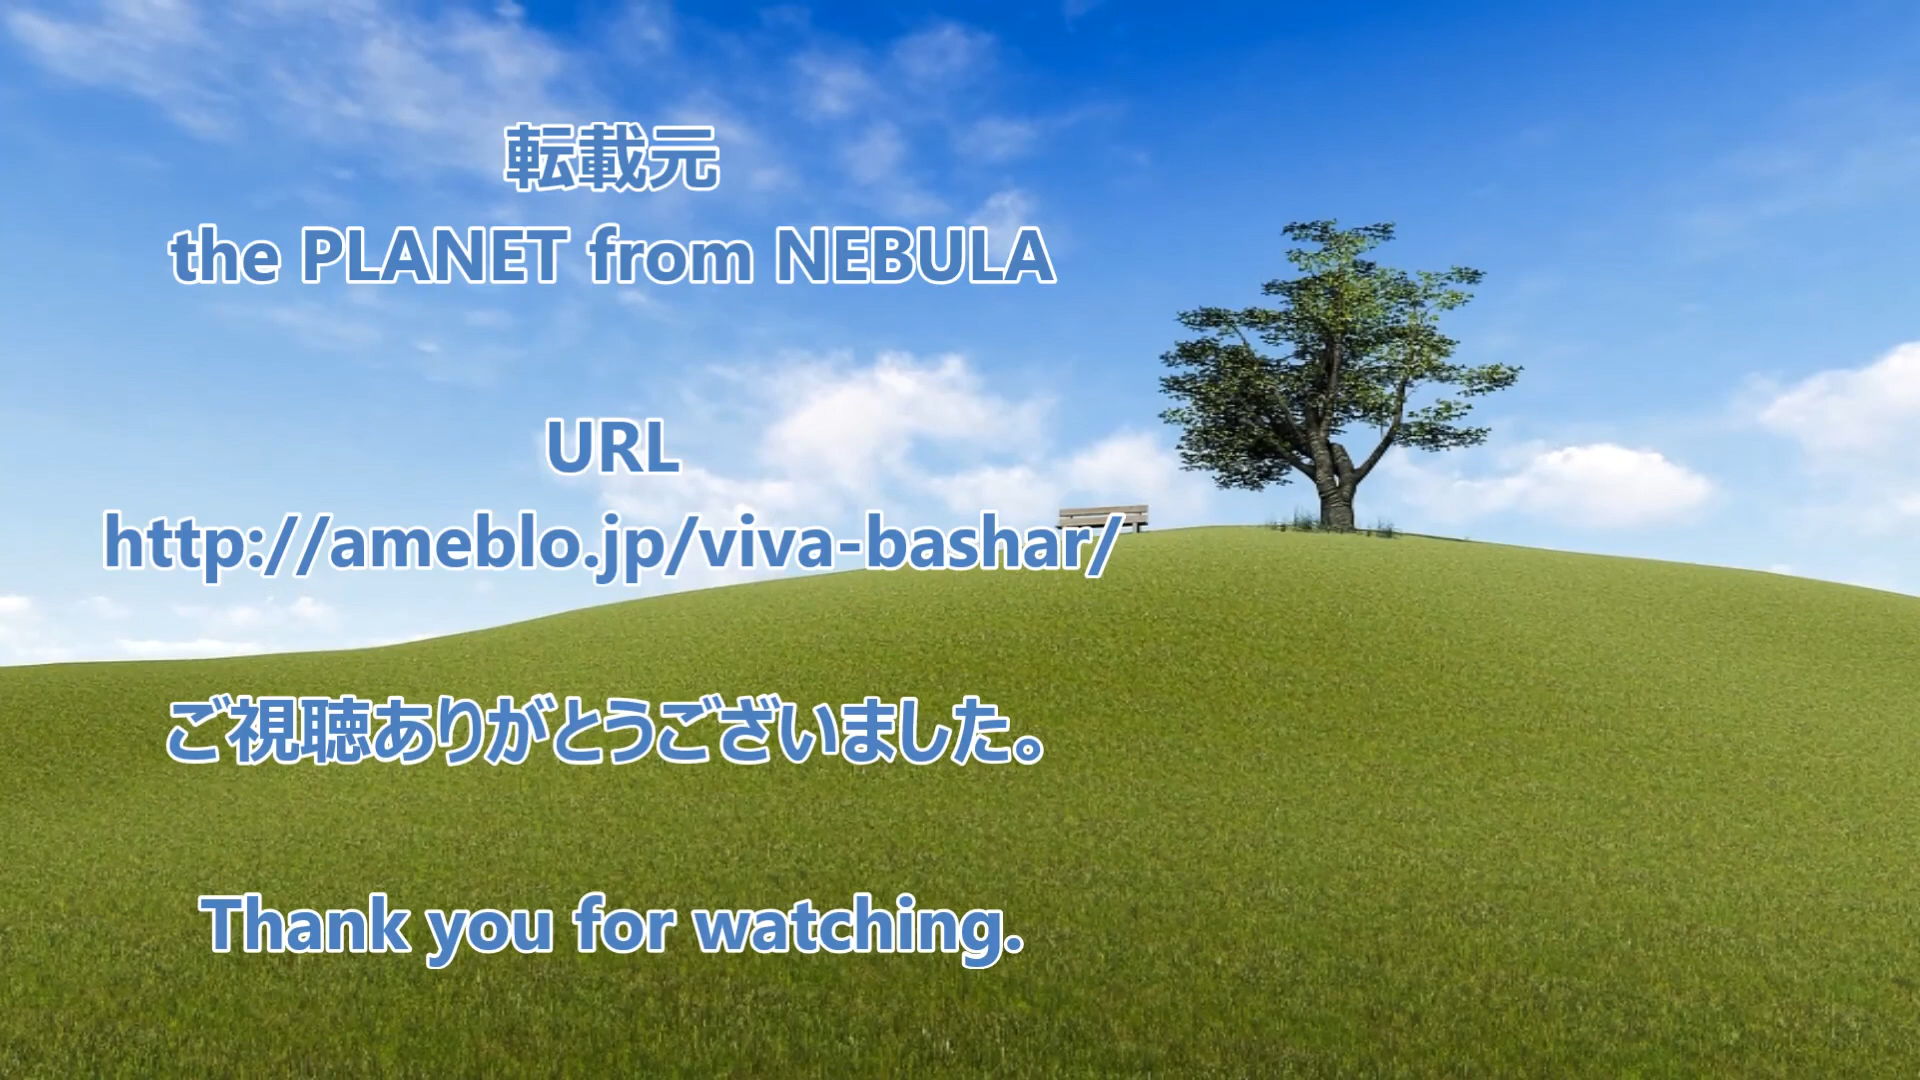 転載元
the PLANET from NEBULA
URL
http://ameblo.jp/viva-bashar/
ご視聴ありがとうございました。
Thank you for watching.